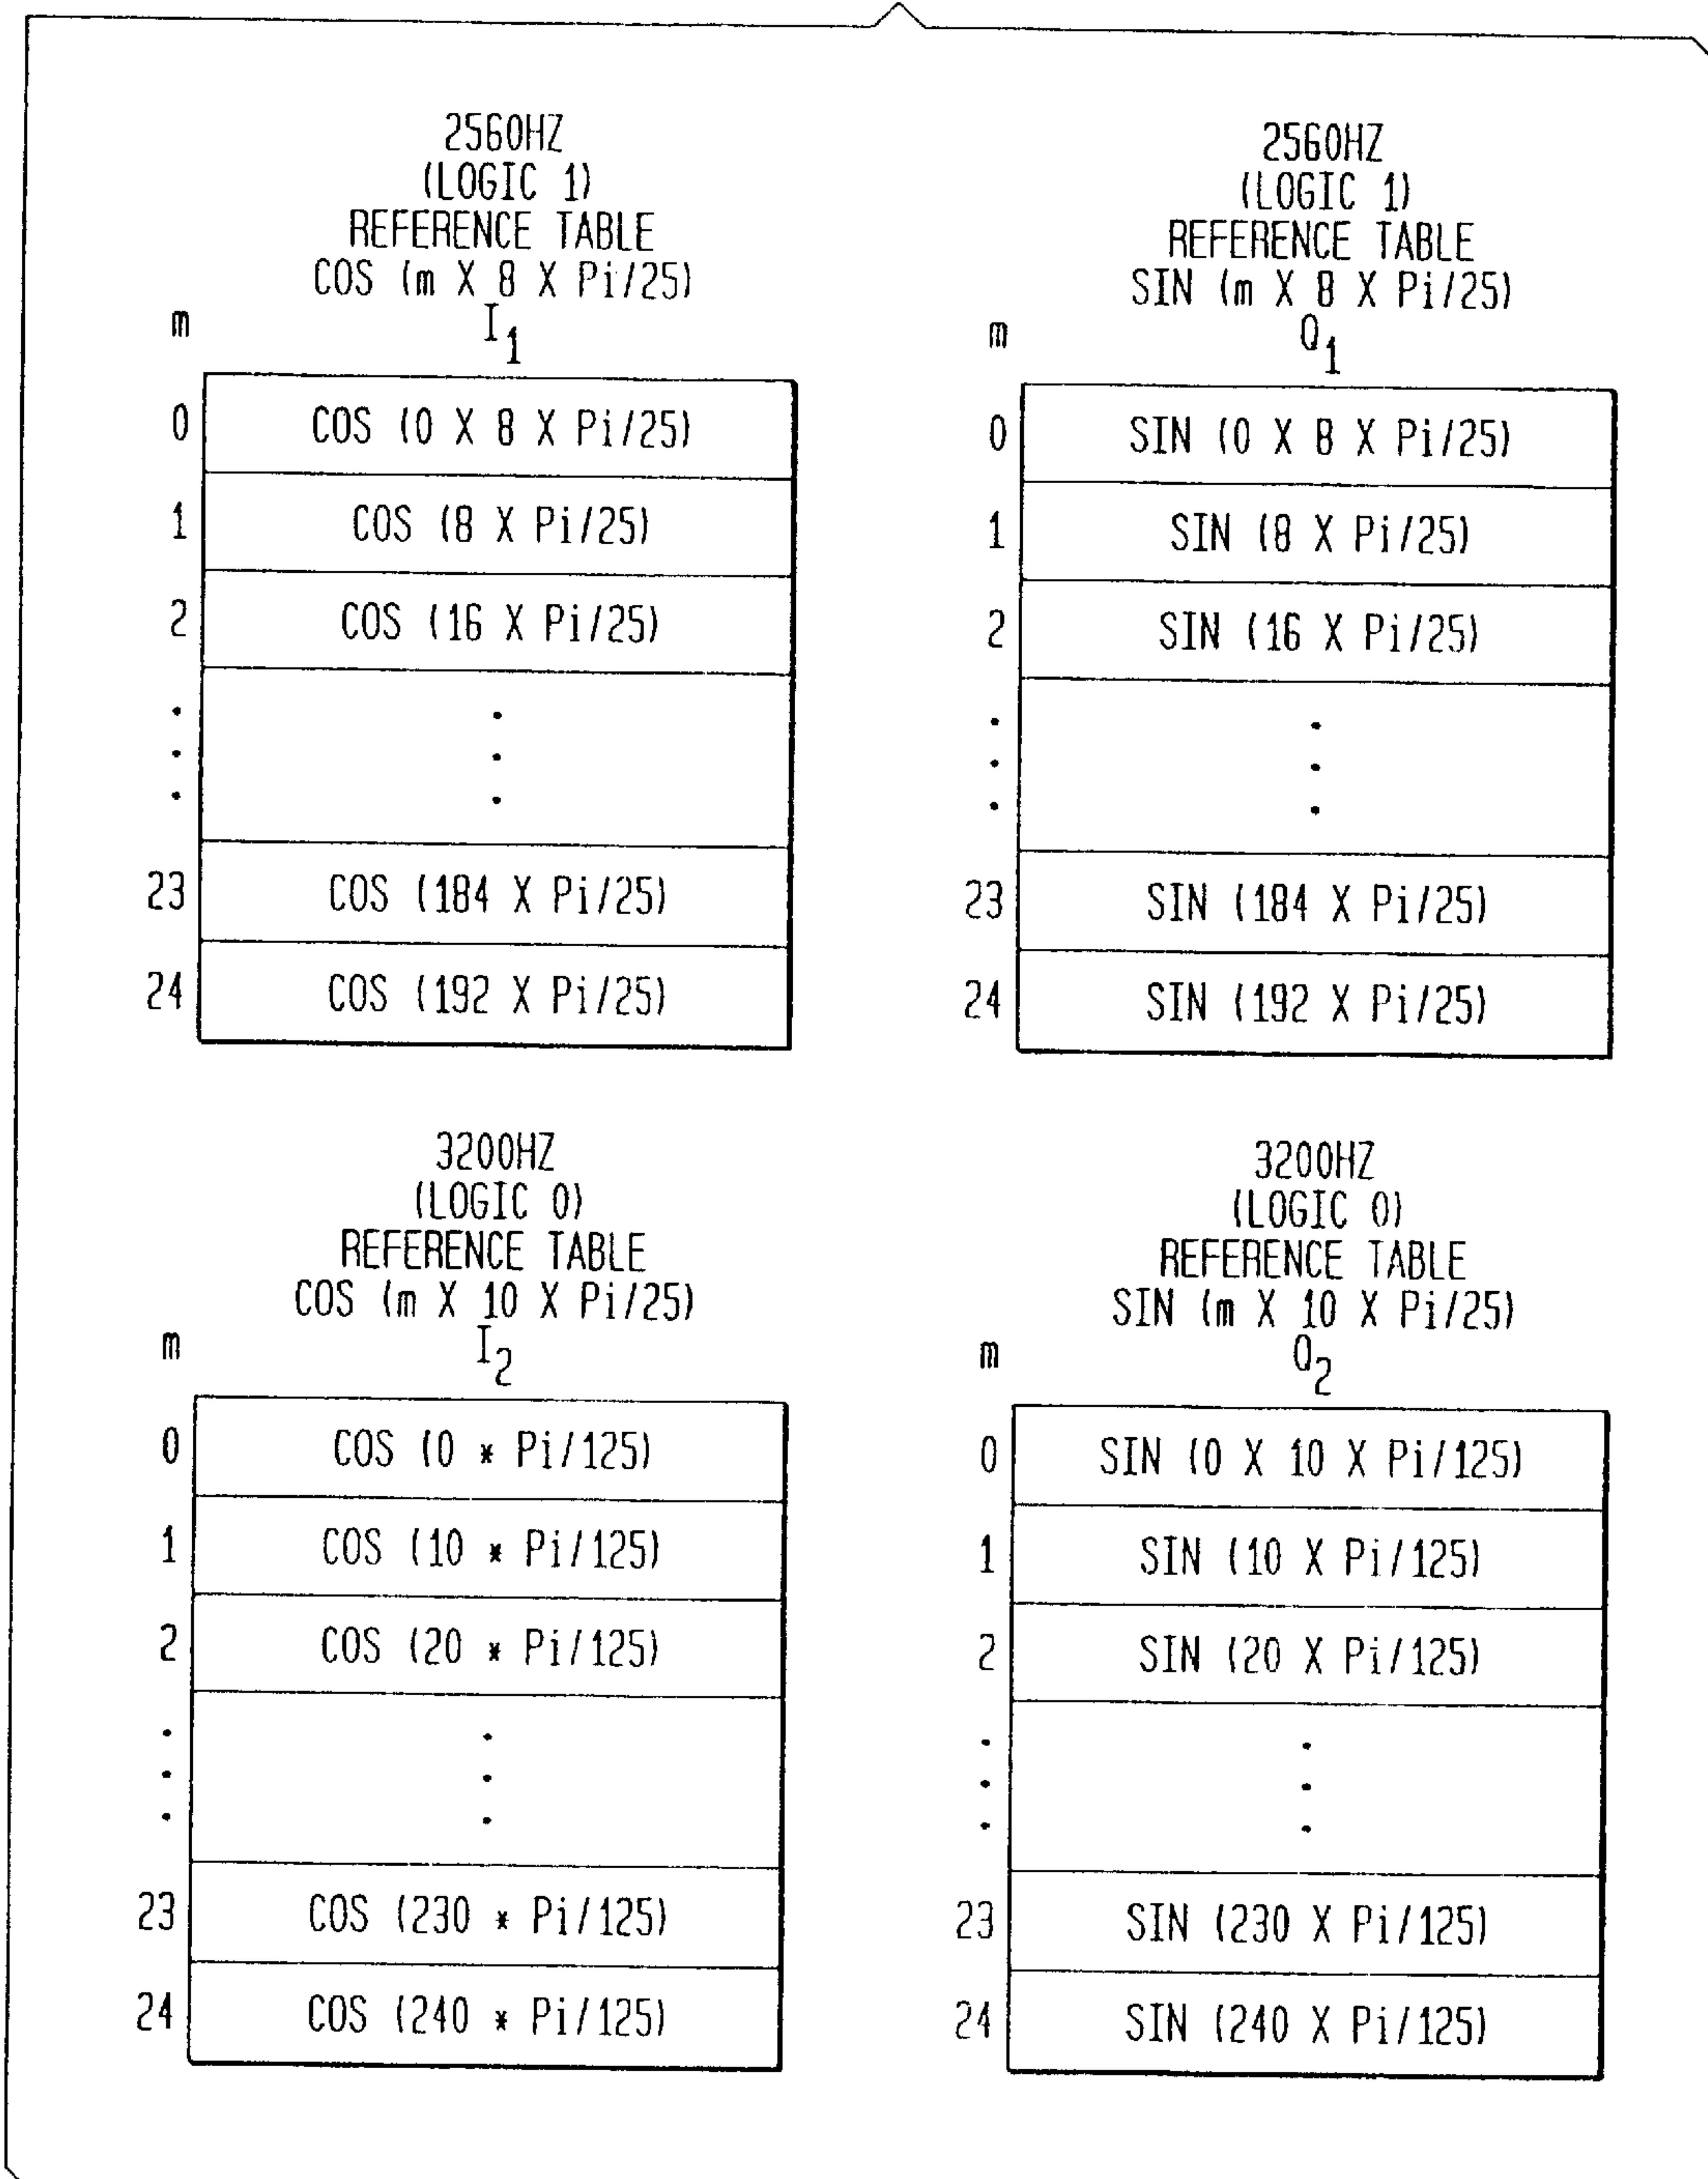 2560HZ
(LOGIC 1)
REFERENCE TABLE
COS (m X 8 X Pi/25)
m I1
0 COS (0 X 8 X Pi/25)
1 COS (8 X Pi/25)
2 COS (16 X Pi/25)
23 COS (184 X Pi/25)
24 COS (192 X Pi/25)
2560HZ
(LOGIC 1)
REFERENCE TABLE
SIN (m X 8 X Pi/25)
m Q1
0 SIN (0 X 8 X Pi/25)
1 SIN (8 X Pi/25)
2 SIN (16 X Pi/25)
23 SIN (184 X Pi/25)
24 SIN (192 X Pi/25)
3200HZ
(LOGIC 0)
REFERENCE TABLE
COS (m X 10 X Pi/25)
m I2
0 COS (0 * Pi/125)
1 COS (10 * Pi/125)
2 COS (20 * Pi/125)
23 COS (230 * Pi/125)
24 COS (240 * Pi/125)
3200HZ
(LOGIC 0)
REFERENCE TABLE
SIN (m X 10 X Pi/25)
m Q2
0 SIN (0 X 10 X Pi/125)
1 SIN (10 X Pi/125)
2 SIN (20 X Pi/125)
23 SIN (230 X Pi/125)
24 SIN (240 X Pi/125)